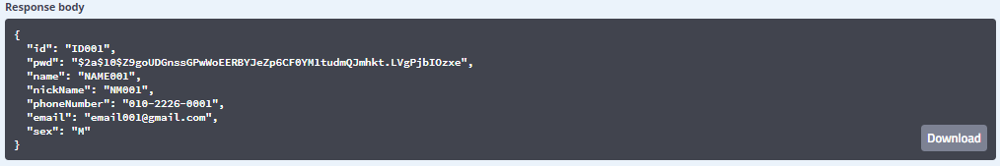 Response body
{
  "id": "ID001",
  "pwd": "$2a$10$Z9goUDGnssGPwWoEERBYJeZp6CF0YM1tudmQJmhkt.LVgPjbIOzxe",
  "name": "NAME001",
  "nickName": "NM001",
  "phoneNumber": "010-2226-0001",
  "email": "email001@gmail.com",
  "sex": "M"
}
Download